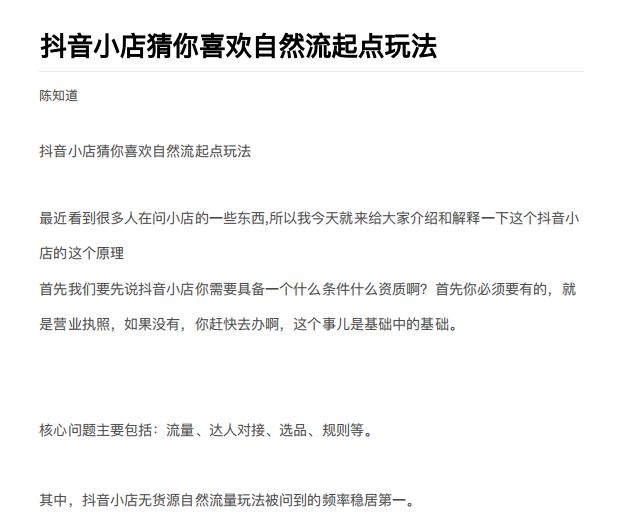 抖音小店猜你喜欢自然流起点玩法
陈知道
抖音小店猜你喜欢自然流起点玩法
最近看到很多人在问小店的一些东西,所以我今天就来给大家介绍和解释一下这个抖音小
店的这个原理
首先我们要先说抖音小店你需要具备一个什么条件什么资质啊？首先你必须要有的，就
是营业执照，如果没有，你赶快去办啊，这个事儿是基础中的基础。
核心问题主要包括：流量、达人对接、选品、规则等。
其中，抖音小店无货源自然流量玩法被问到的频率稳居第一。